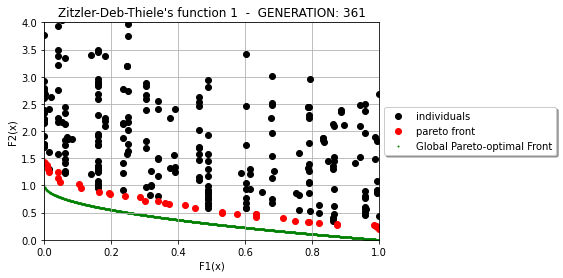 Zitzler-Deb-Thiele's function 1 - GENERATION: 361
4.0
3.5
3.0
2.5
2.0
1.5
1.0
0.5
0.0
F2(x)
0.0 0.2 0.4 0.6 0.8 1.0
F1(x)
individuals
pareto front
Global Pareto-optimal Front